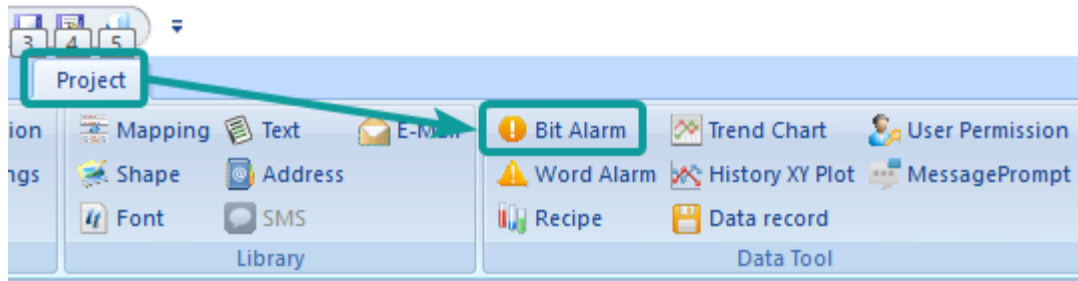 3 4 5
Project
ion Mapping Text E-Mail Bit Alarm Trend Chart User Permission
ngs Shape Address Word Alarm History XY Plot MessagePrompt
Font SMS Recipe Data record
Library Data Tool